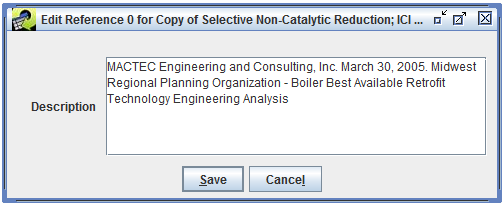 Edit Reference 0 for Copy of Selective Non-Catalytic Reduction; ICI ...
MACTEC Engineering and Consulting, Inc. March 30, 2005. Midwest
Regional Planning Organization - Boiler Best Available Retrofit
Technology Engineering Analysis
Description
Save Cancel